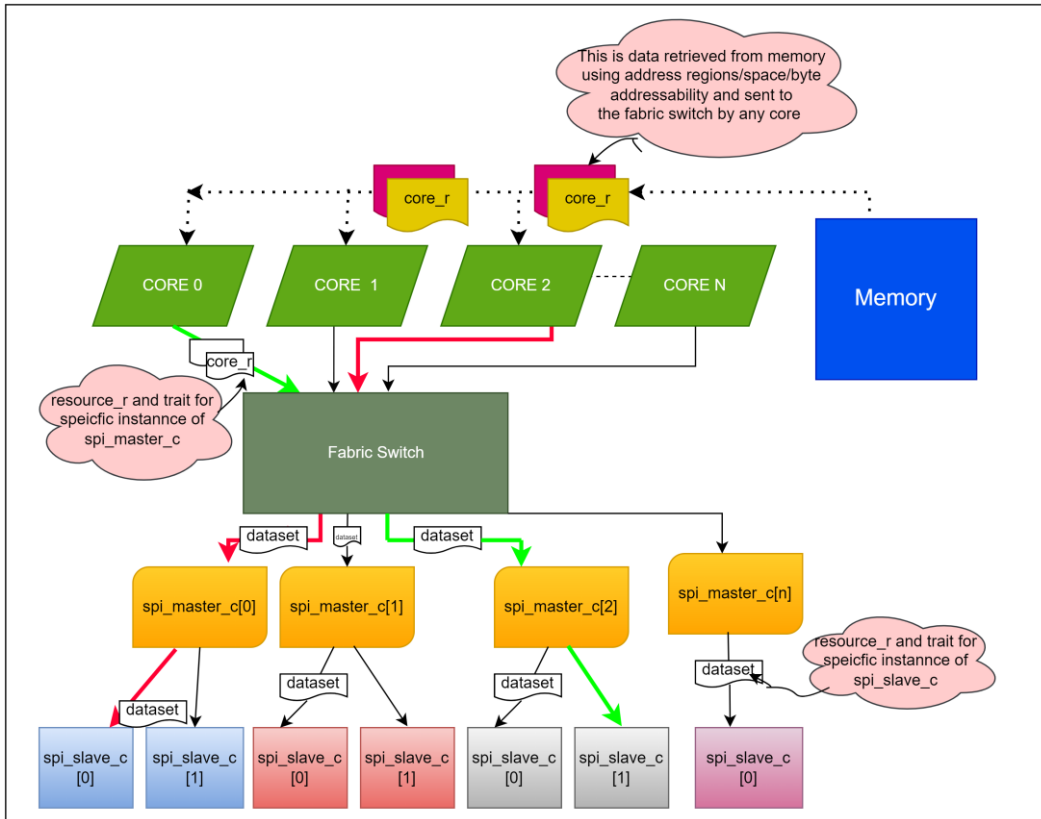 This is data retrieved from memory
using address regions/space/byte
addressability and sent to
the fabric switch by any core
core_r
core_r
CORE 0
CORE 1
CORE 2
CORE N
Memory
core_r
resource_r and trait for
speicfic instannce of
spi_master_c
Fabric Switch
dataset
dataset
dataset
spi_master_c[0]
spi_master_c[1]
spi_master_c[2]
spi_master_c[n]
resource_r and trait for
speicfic instannce of
spi_slave_c
dataset
dataset
dataset
dataset
spi_slave_c
[0]
spi_slave_c
[1]
spi_slave_c
[0]
spi_slave_c
[1]
spi_slave_c
[0]
spi_slave_c
[1]
spi_slave_c
[0]